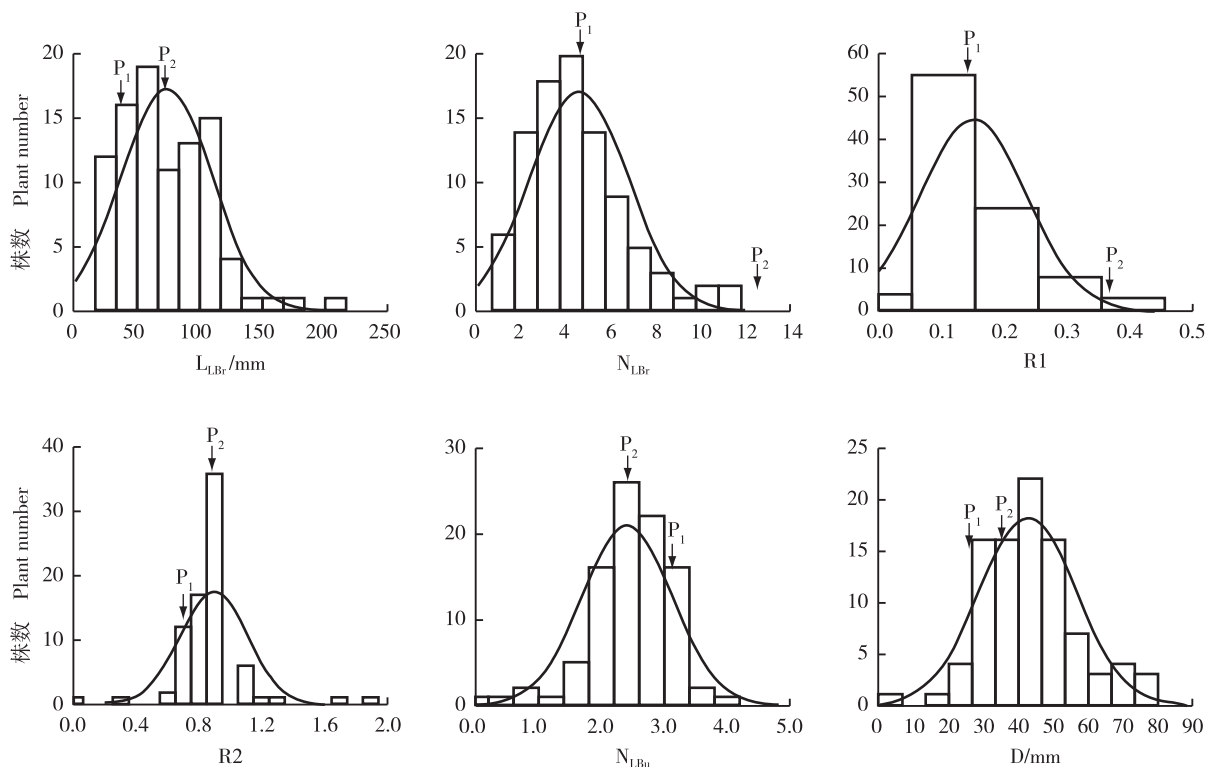 株数 Plant number
20
15
10
5
0
P1
P2
0 50 100 150 200 250
L_LBr/mm
20
15
10
5
0
P1
P2
0 2 4 6 8 10 12 14
N_LBr
60
50
40
30
20
10
0
P1
P2
0.0 0.1 0.2 0.3 0.4 0.5
R1
株数 Plant number
40
30
20
10
0
P2
P1
0.0 0.4 0.8 1.2 1.6 2.0
R2
30
20
10
0
P2
P1
0.0 1.0 2.0 3.0 4.0 5.0
N_LBu
25
20
15
10
5
0
P1
P2
0 10 20 30 40 50 60 70 80 90
D/mm